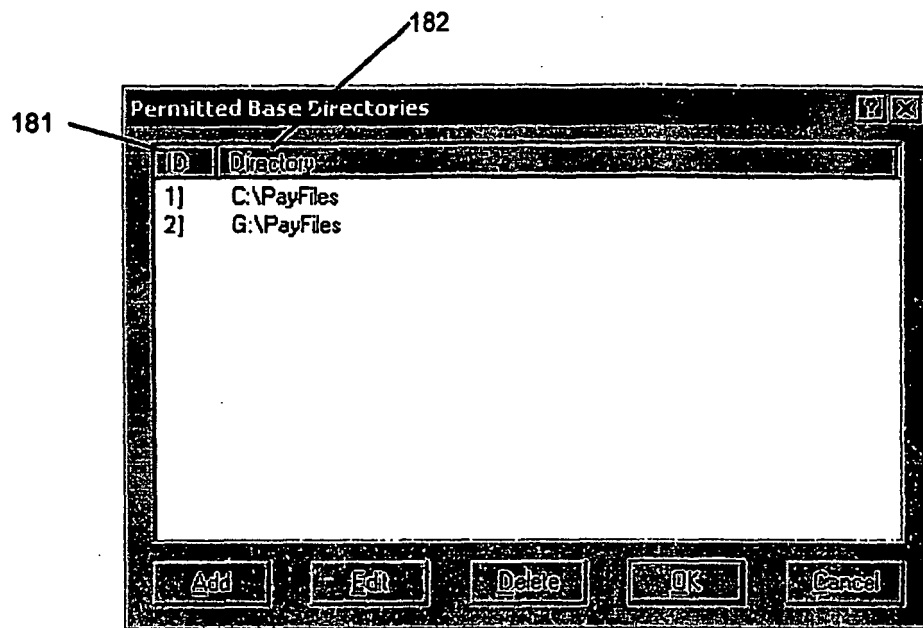 182
181
Permitted Base Directories
ID Directory
1] C:\PayFiles
2] G:\PayFiles
Add Edit Delete OK Cancel